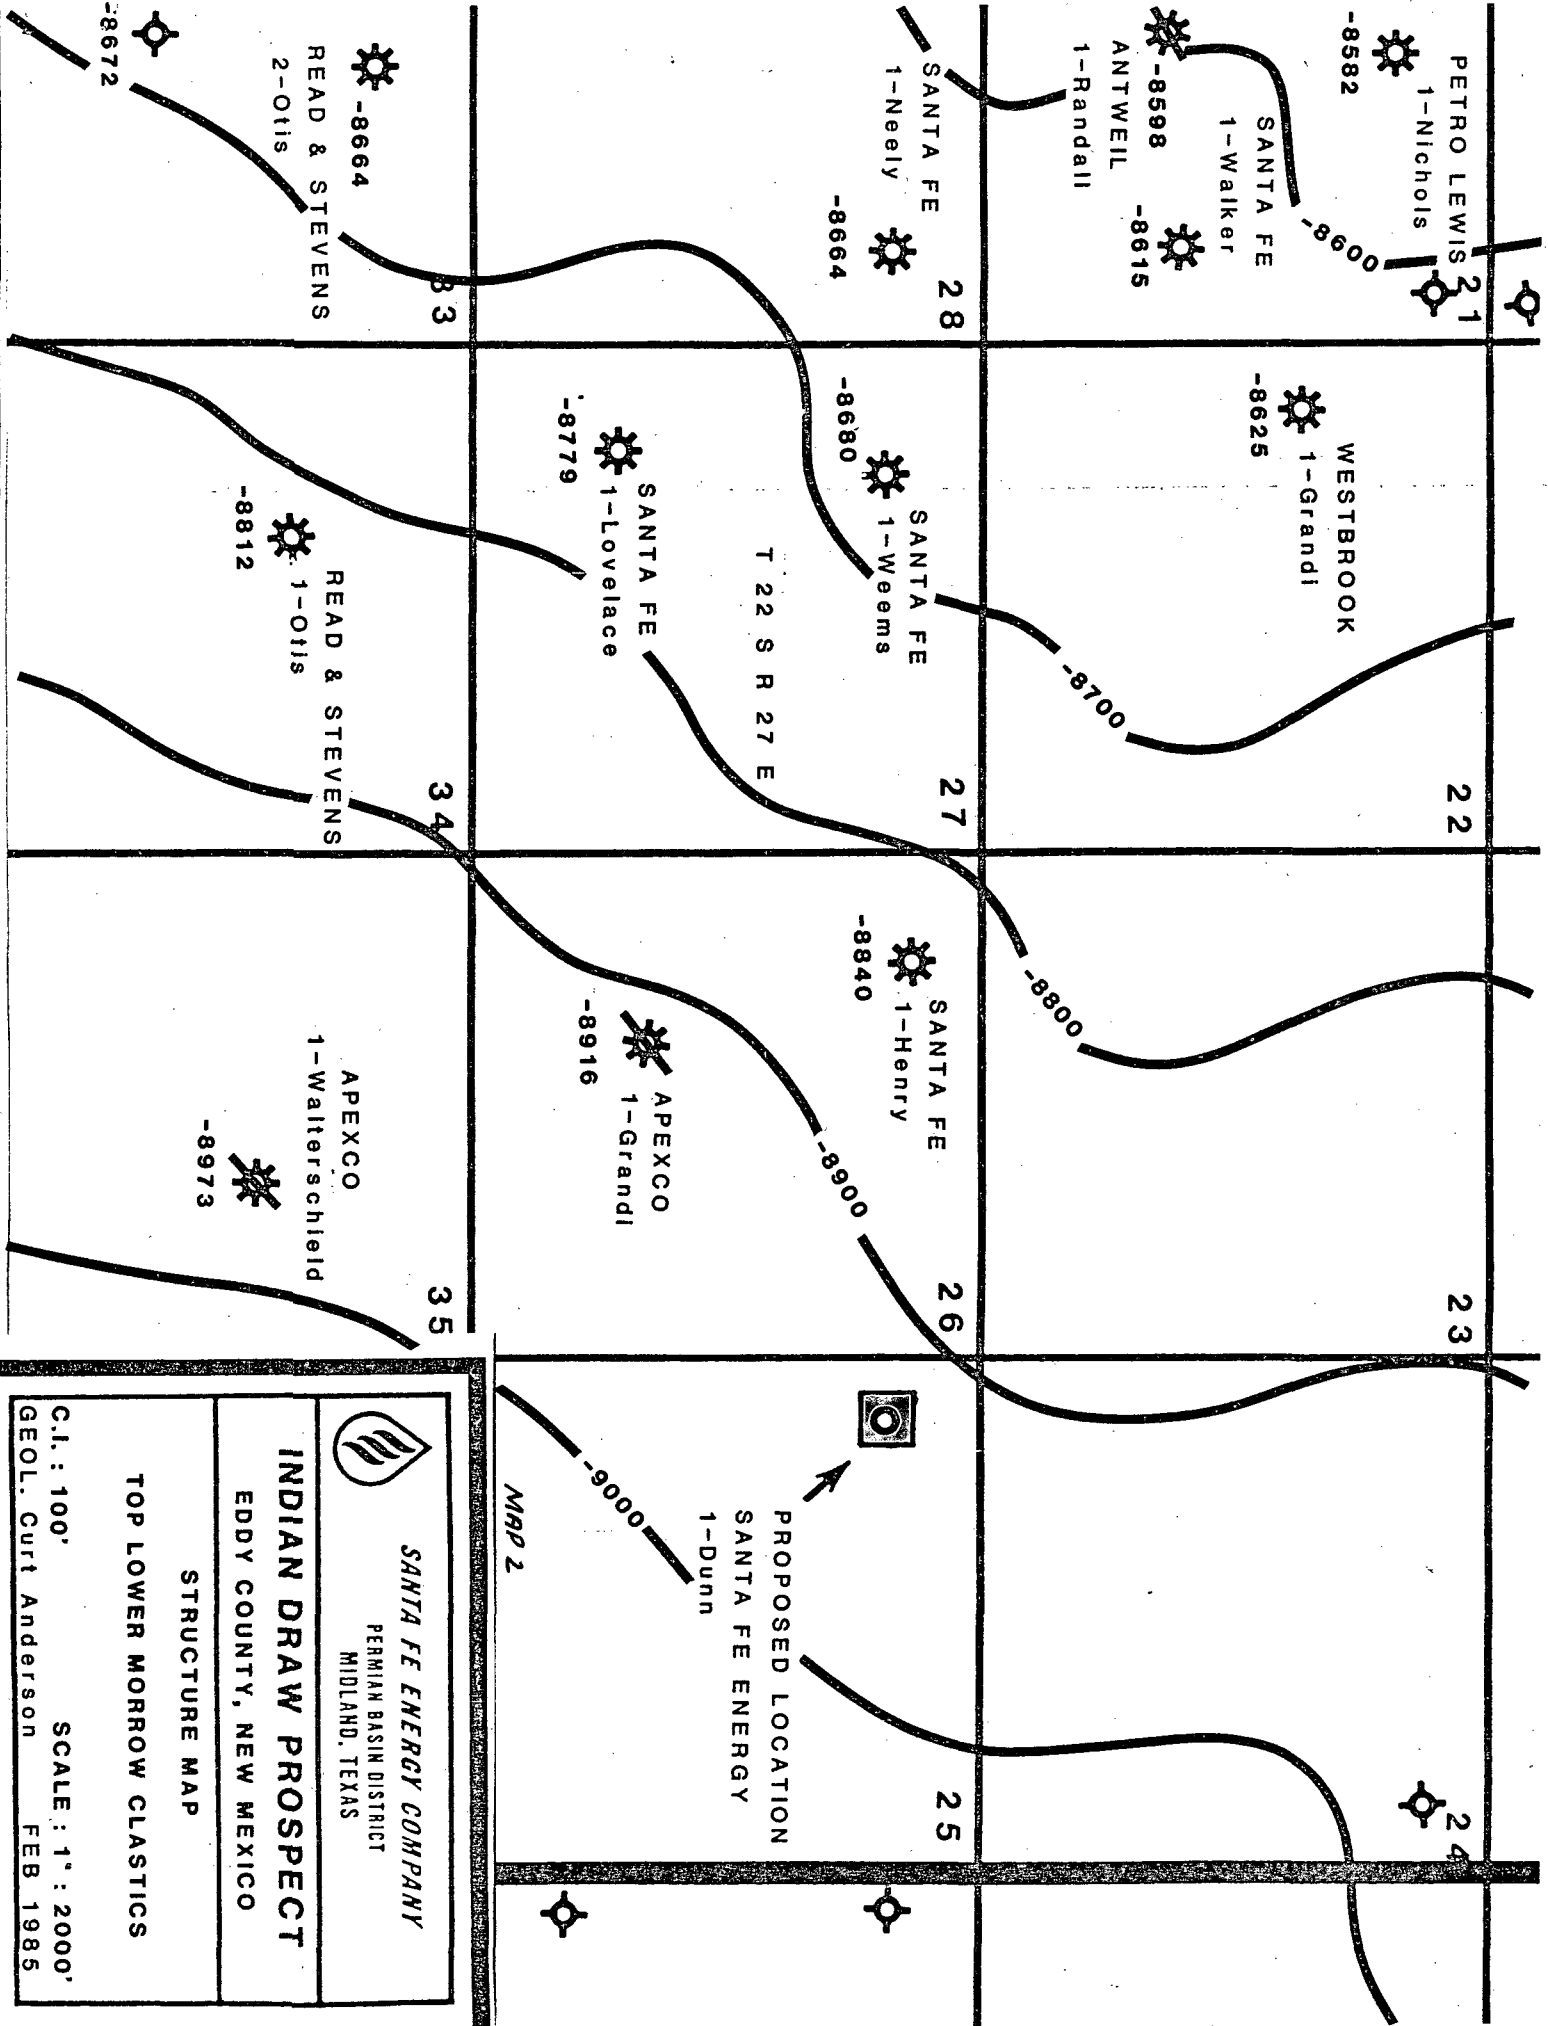 PETRO LEWIS
1-Nichols
-8582
21
-8600
SANTA FE
1-Walker
-8615
ANTWEIL
1-Randall
-8598
WESTBROOK
1-Grandi
-8625
22
23
24
-8700
-8800
SANTA FE
1-Neely
-8664
28
SANTA FE
1-Weems
-8680
27
SANTA FE
1-Henry
-8840
26
25
-8900
T 22 S R 27 E
PROPOSED LOCATION
SANTA FE ENERGY
1-Dunn
SANTA FE
1-Lovelace
-8779
APEXCO
1-Grandi
-8916
-9000
MAP 2
33
34
35
-8664
READ & STEVENS
2-Otis
-8672
READ & STEVENS
1-Otis
-8812
APEXCO
1-Walterschield
-8973
SANTA FE ENERGY COMPANY
PERMIAN BASIN DISTRICT
MIDLAND, TEXAS
INDIAN DRAW PROSPECT
EDDY COUNTY, NEW MEXICO
STRUCTURE MAP
TOP LOWER MORROW CLASTICS
C.I. : 100' SCALE : 1" : 2000'
GEOL. Curt Anderson FEB 1985